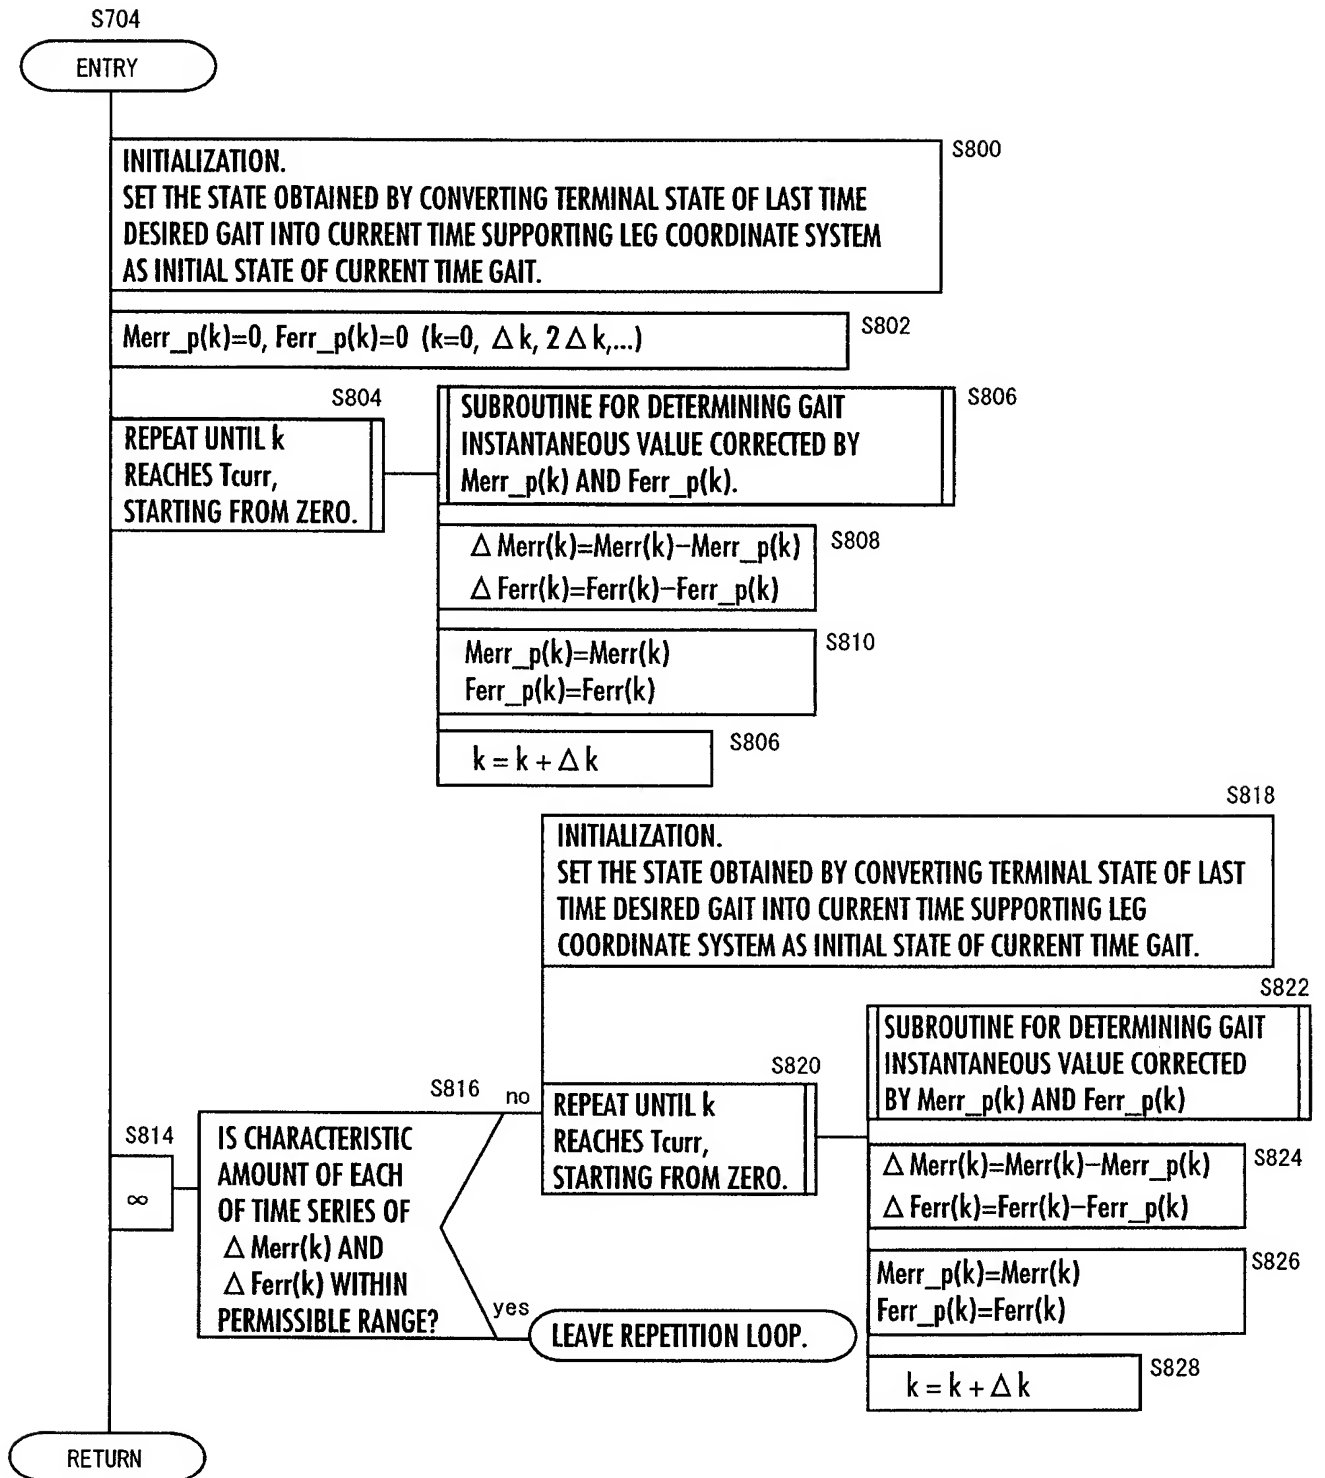 S704
ENTRY
S800
INITIALIZATION.
SET THE STATE OBTAINED BY CONVERTING TERMINAL STATE OF LAST TIME
DESIRED GAIT INTO CURRENT TIME SUPPORTING LEG COORDINATE SYSTEM
AS INITIAL STATE OF CURRENT TIME GAIT.
S802
Merr_p(k)=0, Ferr_p(k)=0 (k=0, Δk, 2Δk,...)
S804
REPEAT UNTIL k
REACHES Tcurr,
STARTING FROM ZERO.
S806
SUBROUTINE FOR DETERMINING GAIT
INSTANTANEOUS VALUE CORRECTED BY
Merr_p(k) AND Ferr_p(k).
S808
ΔMerr(k)=Merr(k)−Merr_p(k)
ΔFerr(k)=Ferr(k)−Ferr_p(k)
S810
Merr_p(k)=Merr(k)
Ferr_p(k)=Ferr(k)
S806
k=k+Δk
S814
∞
S816
IS CHARACTERISTIC
AMOUNT OF EACH
OF TIME SERIES OF
ΔMerr(k) AND
ΔFerr(k) WITHIN
PERMISSIBLE RANGE?
no
S818
INITIALIZATION.
SET THE STATE OBTAINED BY CONVERTING TERMINAL STATE OF LAST
TIME DESIRED GAIT INTO CURRENT TIME SUPPORTING LEG
COORDINATE SYSTEM AS INITIAL STATE OF CURRENT TIME GAIT.
S820
REPEAT UNTIL k
REACHES Tcurr,
STARTING FROM ZERO.
S822
SUBROUTINE FOR DETERMINING GAIT
INSTANTANEOUS VALUE CORRECTED
BY Merr_p(k) AND Ferr_p(k)
S824
ΔMerr(k)=Merr(k)−Merr_p(k)
ΔFerr(k)=Ferr(k)−Ferr_p(k)
S826
Merr_p(k)=Merr(k)
Ferr_p(k)=Ferr(k)
S828
k=k+Δk
yes
LEAVE REPETITION LOOP.
RETURN